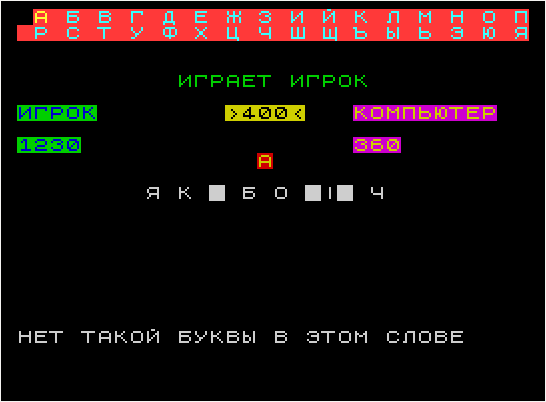 А Б В Г Д Е Ж З И Й К Л М Н О П
Р С Т У Ф Х Ц Ч Ш Щ Ъ Ы Ь Э Ю Я
ИГРАЕТ ИГРОК
ИГРОК >400< КОМПЬЮТЕР
1230 360
А
Я К Б О І Ч
НЕТ ТАКОЙ БУКВЫ В ЭТОМ СЛОВЕ